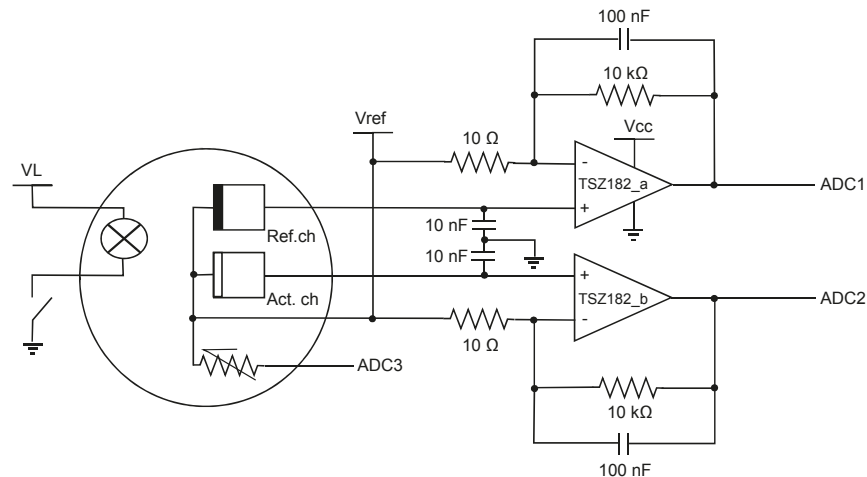 100 nF
10 kΩ
Vref
10 Ω
Vcc
VL
-
TSZ182_a
ADC1
+
Ref.ch
10 nF
10 nF
+
Act. ch
TSZ182_b
ADC2
-
10 Ω
ADC3
10 kΩ
100 nF